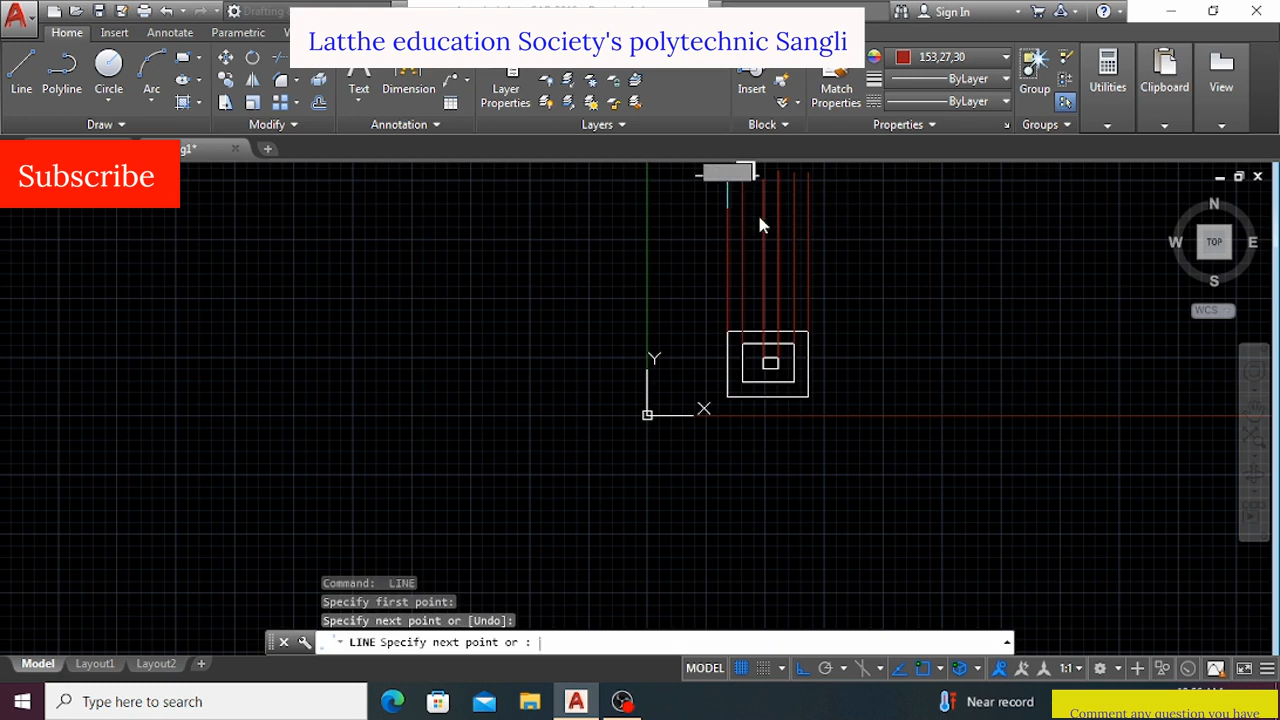 Drafting
Sign In
Latthe education Society's polytechnic Sangli
Home Insert Annotate Parametric
Line Polyline Circle Arc
Text Dimension
Layer Properties
Insert
Match Properties
153,27,30
ByLayer
ByLayer
Group
Utilities
Clipboard
View
Draw Modify Annotation Layers Block Properties Groups
g1*
Subscribe
N
W TOP E
S
WCS
Y
X
Command: LINE
Specify first point:
Specify next point or [Undo]:
LINE Specify next point or :
Model Layout1 Layout2
MODEL
1:1
Type here to search
Near record
Comment any question you have